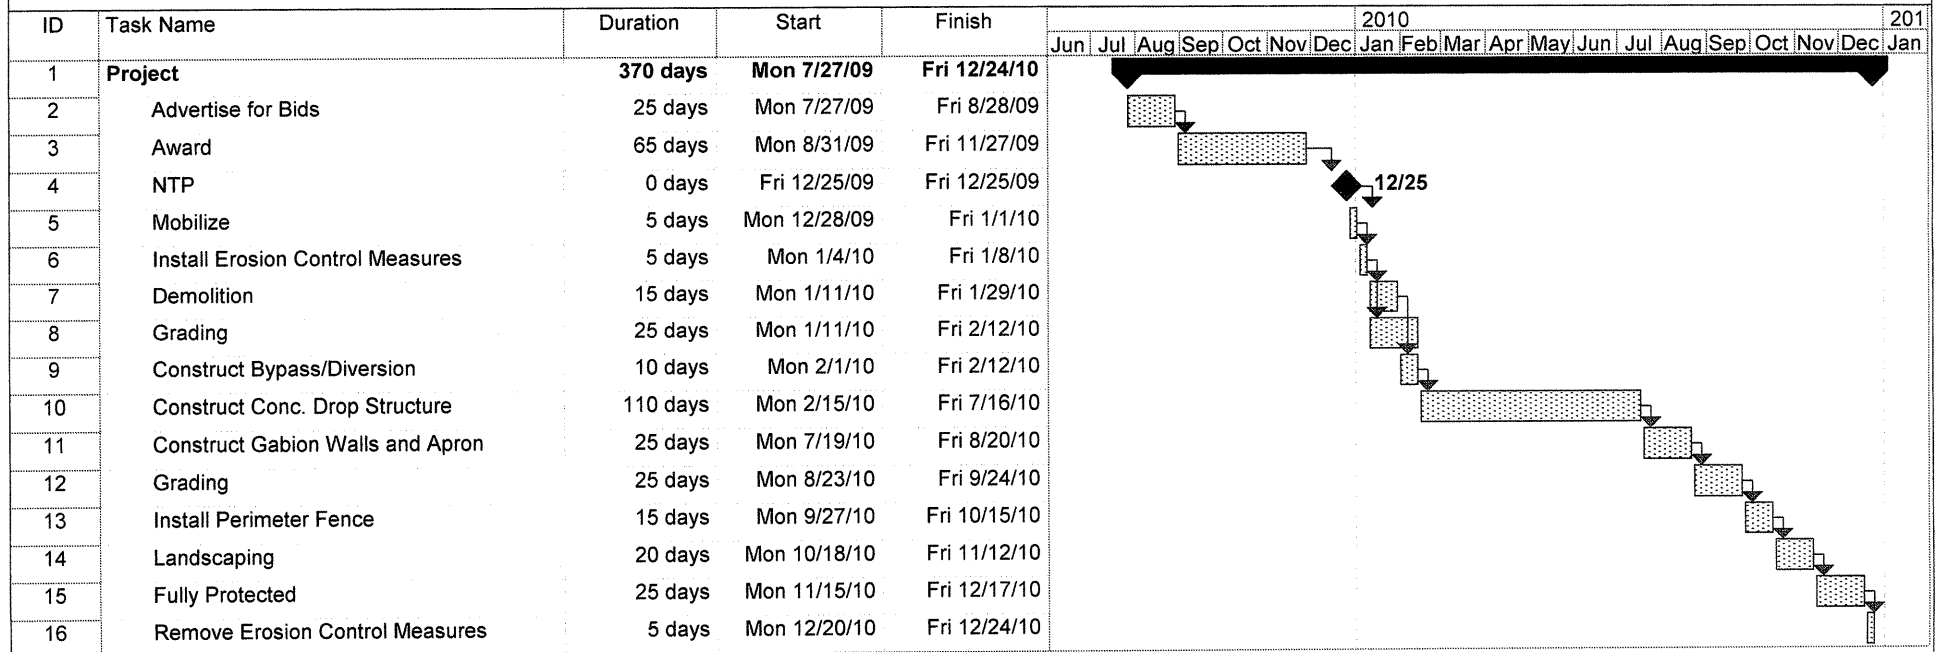 ID Task Name Duration Start Finish 2010 201
Jun Jul Aug Sep Oct Nov Dec Jan Feb Mar Apr May Jun Jul Aug Sep Oct Nov Dec Jan
1 Project 370 days Mon 7/27/09 Fri 12/24/10
2 Advertise for Bids 25 days Mon 7/27/09 Fri 8/28/09
3 Award 65 days Mon 8/31/09 Fri 11/27/09
4 NTP 0 days Fri 12/25/09 Fri 12/25/09 12/25
5 Mobilize 5 days Mon 12/28/09 Fri 1/1/10
6 Install Erosion Control Measures 5 days Mon 1/4/10 Fri 1/8/10
7 Demolition 15 days Mon 1/11/10 Fri 1/29/10
8 Grading 25 days Mon 1/11/10 Fri 2/12/10
9 Construct Bypass/Diversion 10 days Mon 2/1/10 Fri 2/12/10
10 Construct Conc. Drop Structure 110 days Mon 2/15/10 Fri 7/16/10
11 Construct Gabion Walls and Apron 25 days Mon 7/19/10 Fri 8/20/10
12 Grading 25 days Mon 8/23/10 Fri 9/24/10
13 Install Perimeter Fence 15 days Mon 9/27/10 Fri 10/15/10
14 Landscaping 20 days Mon 10/18/10 Fri 11/12/10
15 Fully Protected 25 days Mon 11/15/10 Fri 12/17/10
16 Remove Erosion Control Measures 5 days Mon 12/20/10 Fri 12/24/10